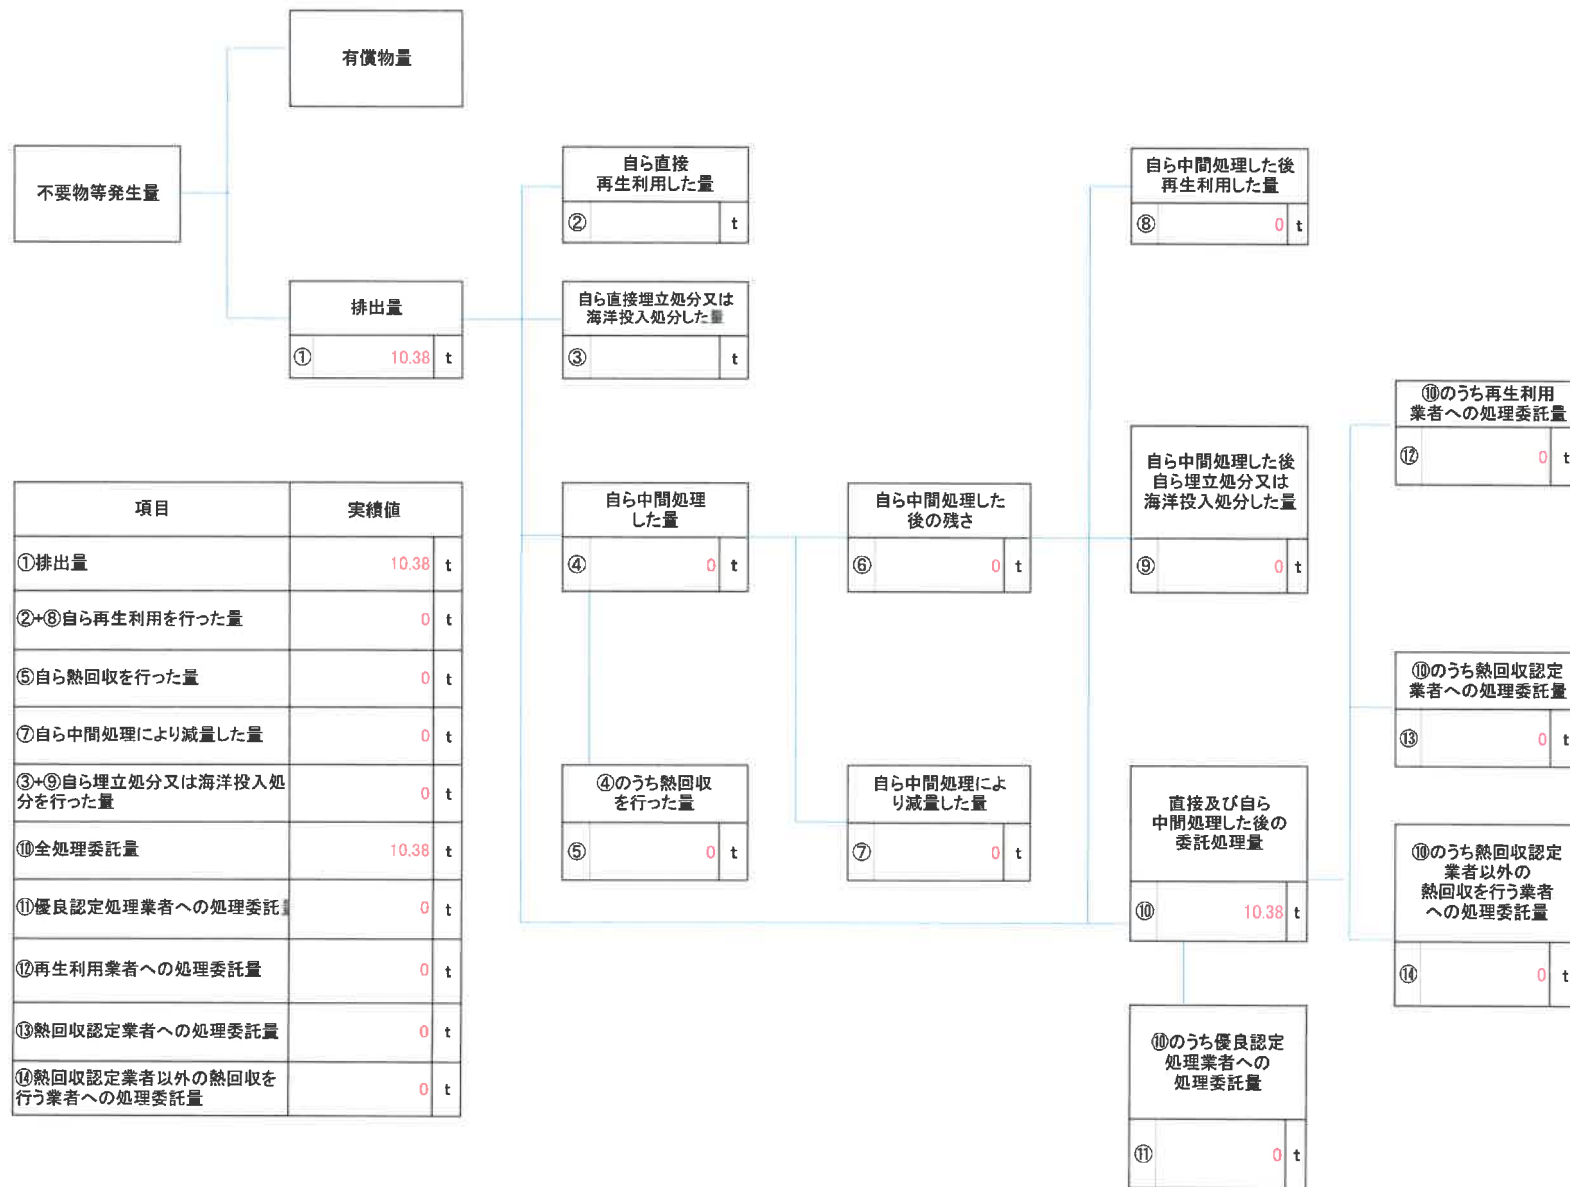 有償物量
不要物等発生量
排出量
① 10.38 t
自ら直接
再生利用した量
② t
自ら直接埋立処分又は
海洋投入処分した量
③ t
自ら中間処理
した量
④ 0 t
④のうち熱回収
を行った量
⑤ 0 t
自ら中間処理した
後の残さ
⑥ 0 t
自ら中間処理によ
り減量した量
⑦ 0 t
自ら中間処理した後
再生利用した量
⑧ 0 t
自ら中間処理した後
自ら埋立処分又は
海洋投入処分した量
⑨ 0 t
直接及び自ら
中間処理した後の
委託処理量
⑩ 10.38 t
⑩のうち優良認定
処理業者への
処理委託量
⑪ 0 t
⑩のうち再生利用
業者への処理委託量
⑫ 0 t
⑩のうち熱回収認定
業者への処理委託量
⑬ 0 t
⑩のうち熱回収認定
業者以外の
熱回収を行う業者
への処理委託量
⑭ 0 t
項目 実績値
①排出量 10.38 t
②+⑧自ら再生利用を行った量 0 t
⑤自ら熱回収を行った量 0 t
⑦自ら中間処理により減量した量 0 t
③+⑨自ら埋立処分又は海洋投入処
分を行った量 0 t
⑩全処理委託量 10.38 t
⑪優良認定処理業者への処理委託 0 t
⑫再生利用業者への処理委託量 0 t
⑬熱回収認定業者への処理委託量 0 t
⑭熱回収認定業者以外の熱回収を
行う業者への処理委託量 0 t